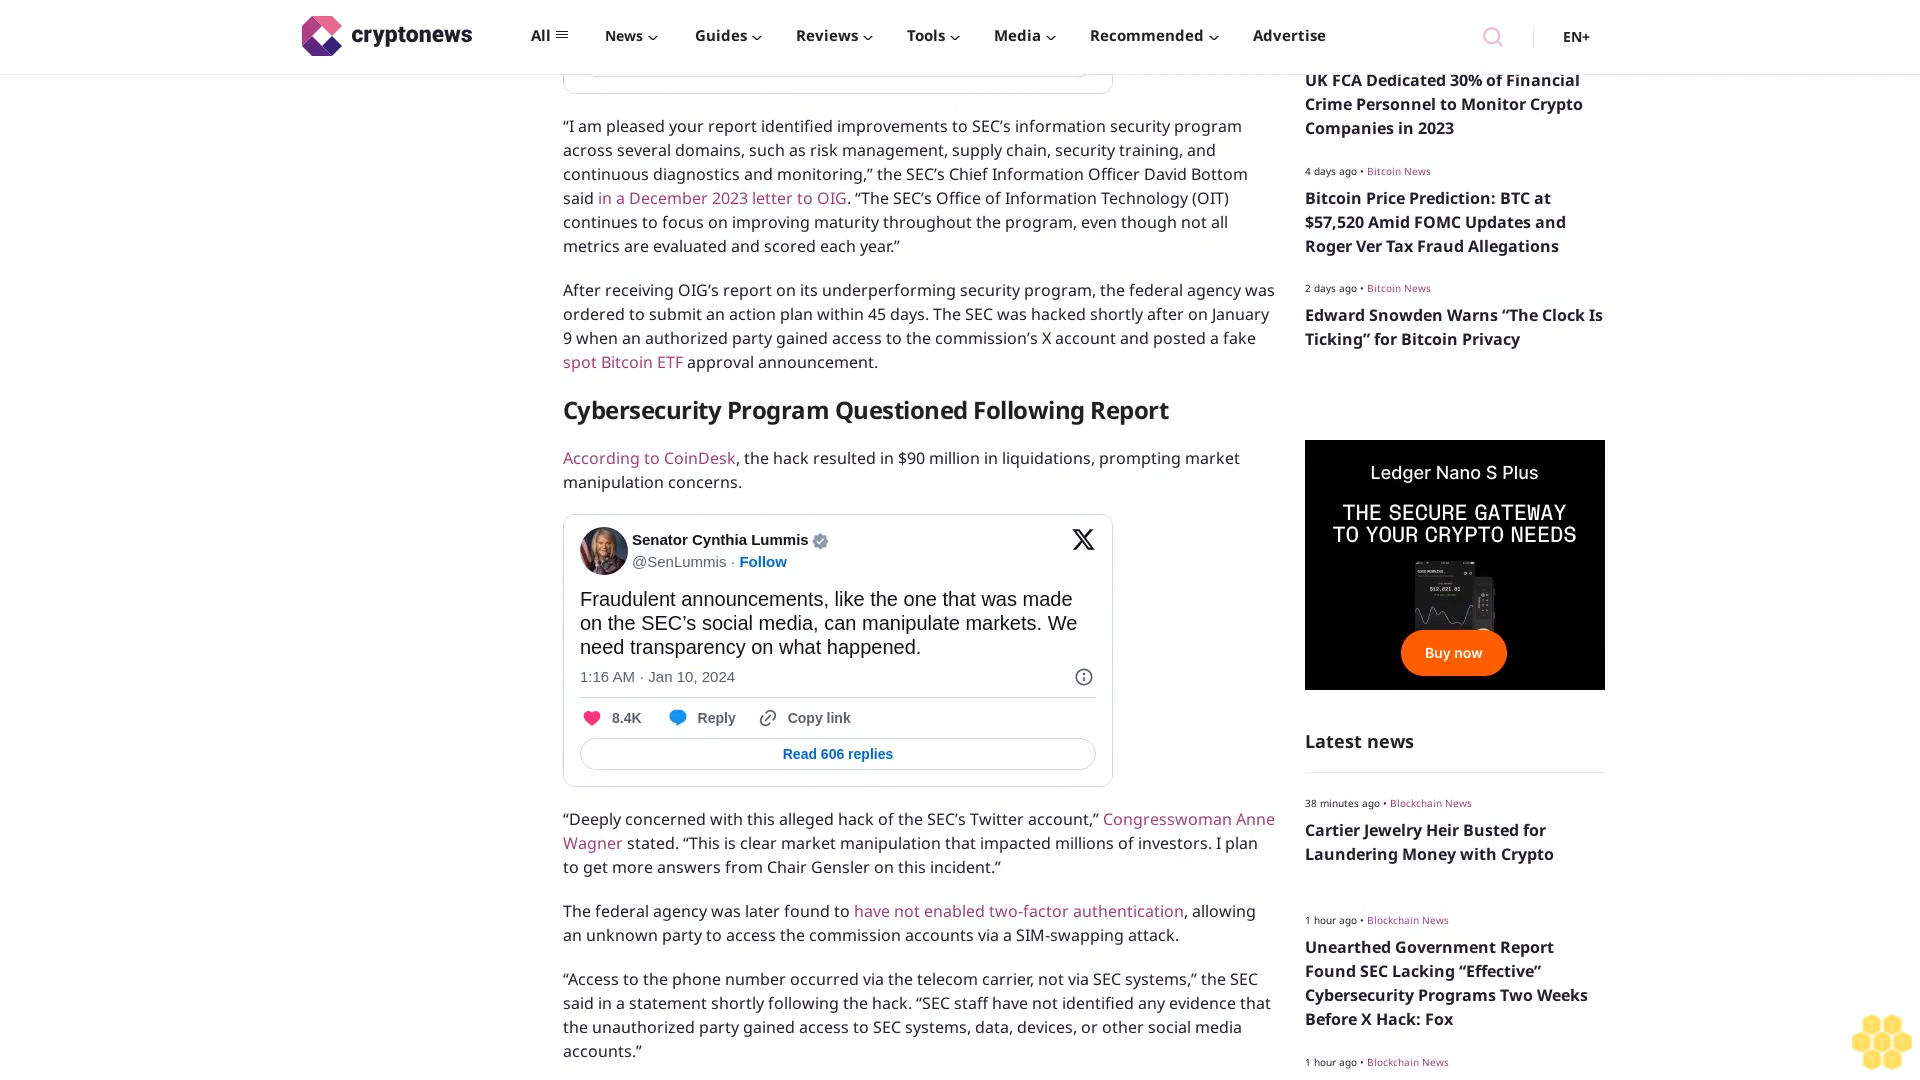 cryptonews
All
News
Guides
Reviews
Tools
Media
Recommended
Advertise
EN+
“I am pleased your report identified improvements to SEC’s information security program
across several domains, such as risk management, supply chain, security training, and
continuous diagnostics and monitoring,” the SEC’s Chief Information Officer David Bottom
said in a December 2023 letter to OIG. “The SEC’s Office of Information Technology (OIT)
continues to focus on improving maturity throughout the program, even though not all
metrics are evaluated and scored each year.”
After receiving OIG’s report on its underperforming security program, the federal agency was
ordered to submit an action plan within 45 days. The SEC was hacked shortly after on January
9 when an authorized party gained access to the commission’s X account and posted a fake
spot Bitcoin ETF approval announcement.
Cybersecurity Program Questioned Following Report
According to CoinDesk, the hack resulted in $90 million in liquidations, prompting market
manipulation concerns.
Senator Cynthia Lummis
@SenLummis · Follow
Fraudulent announcements, like the one that was made
on the SEC’s social media, can manipulate markets. We
need transparency on what happened.
1:16 AM · Jan 10, 2024
8.4K
Reply
Copy link
Read 606 replies
“Deeply concerned with this alleged hack of the SEC’s Twitter account,” Congresswoman Anne
Wagner stated. “This is clear market manipulation that impacted millions of investors. I plan
to get more answers from Chair Gensler on this incident.”
The federal agency was later found to have not enabled two-factor authentication, allowing
an unknown party to access the commission accounts via a SIM-swapping attack.
“Access to the phone number occurred via the telecom carrier, not via SEC systems,” the SEC
said in a statement shortly following the hack. “SEC staff have not identified any evidence that
the unauthorized party gained access to SEC systems, data, devices, or other social media
accounts.”
UK FCA Dedicated 30% of Financial
Crime Personnel to Monitor Crypto
Companies in 2023
4 days ago • Bitcoin News
Bitcoin Price Prediction: BTC at
$57,520 Amid FOMC Updates and
Roger Ver Tax Fraud Allegations
2 days ago • Bitcoin News
Edward Snowden Warns “The Clock Is
Ticking” for Bitcoin Privacy
Ledger Nano S Plus
THE SECURE GATEWAY
TO YOUR CRYPTO NEEDS
$12,821.81
Buy now
Latest news
38 minutes ago • Blockchain News
Cartier Jewelry Heir Busted for
Laundering Money with Crypto
1 hour ago • Blockchain News
Unearthed Government Report
Found SEC Lacking “Effective”
Cybersecurity Programs Two Weeks
Before X Hack: Fox
1 hour ago • Blockchain News